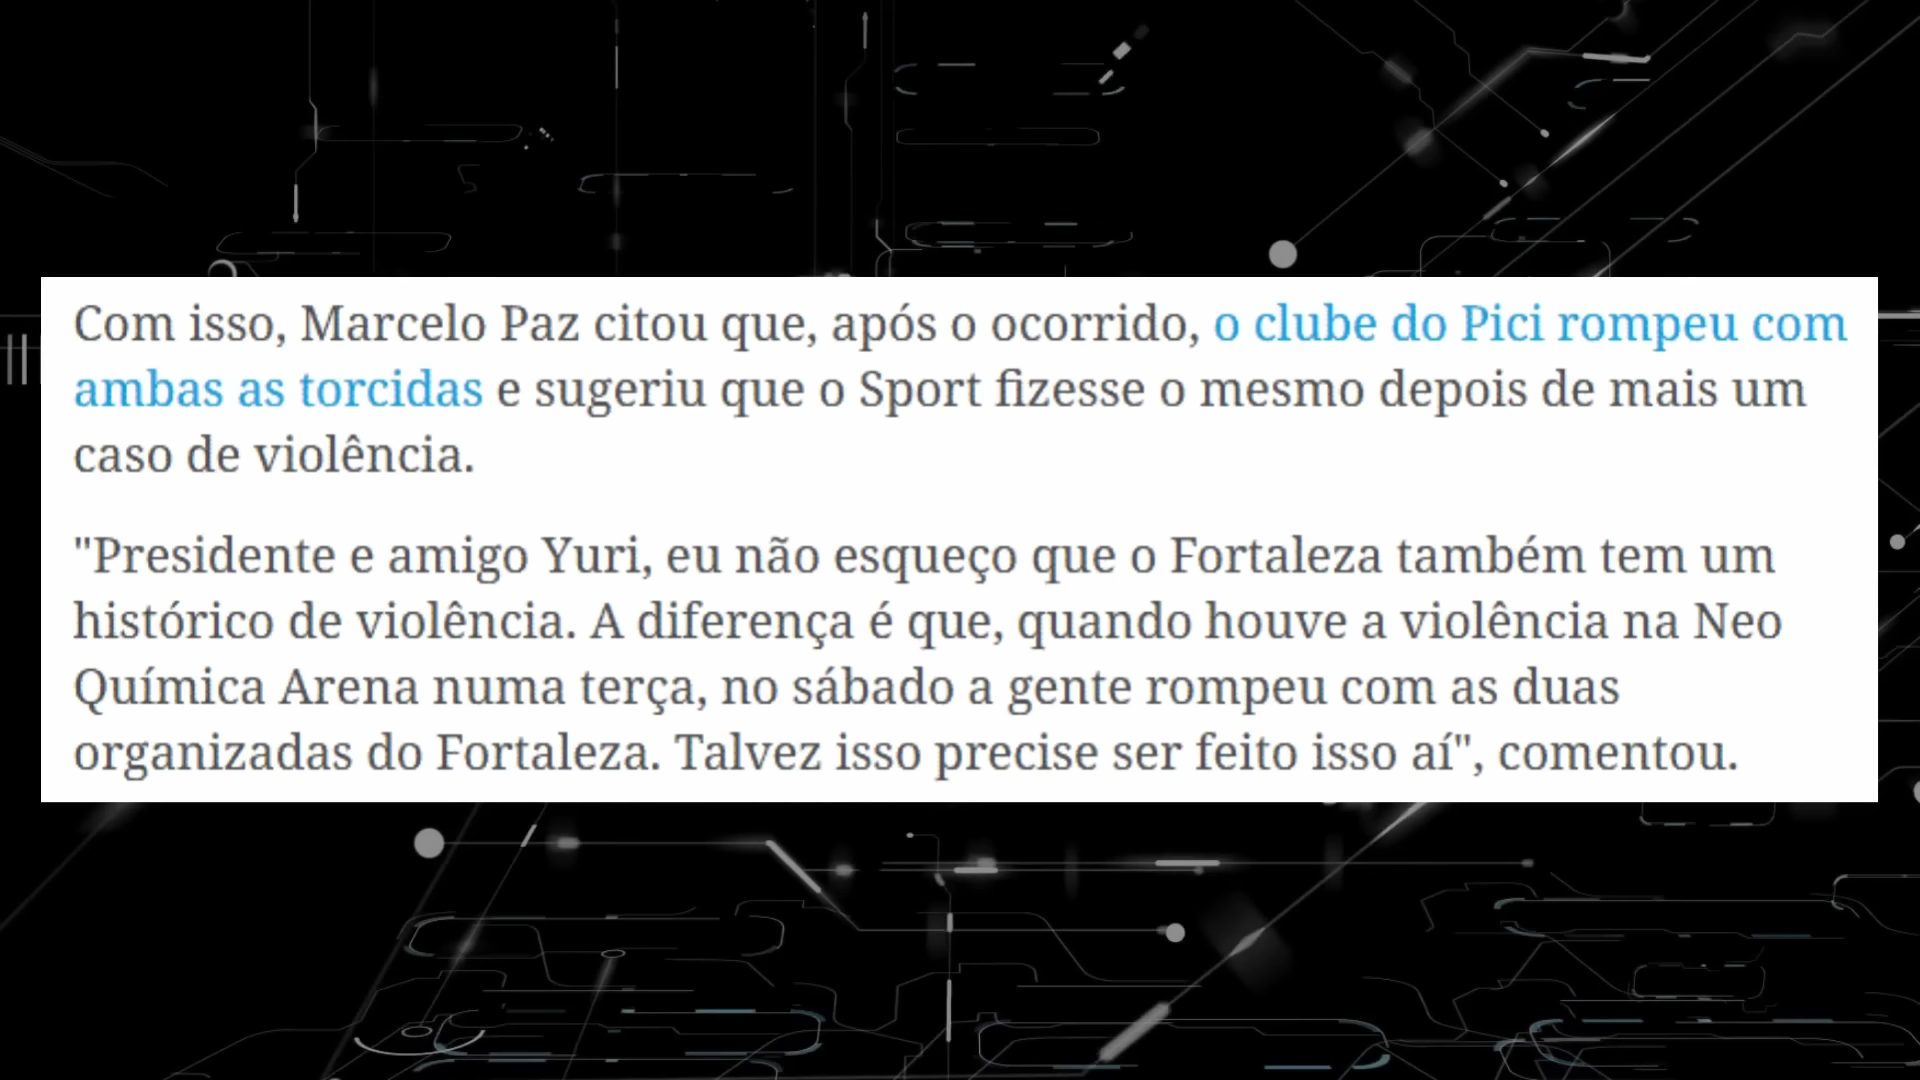 Com isso, Marcelo Paz citou que, após o ocorrido, o clube do Pici rompeu com
ambas as torcidas e sugeriu que o Sport fizesse o mesmo depois de mais um
caso de violência.
"Presidente e amigo Yuri, eu não esqueço que o Fortaleza também tem um
histórico de violência. A diferença é que, quando houve a violência na Neo
Química Arena numa terça, no sábado a gente rompeu com as duas
organizadas do Fortaleza. Talvez isso precise ser feito isso aí", comentou.